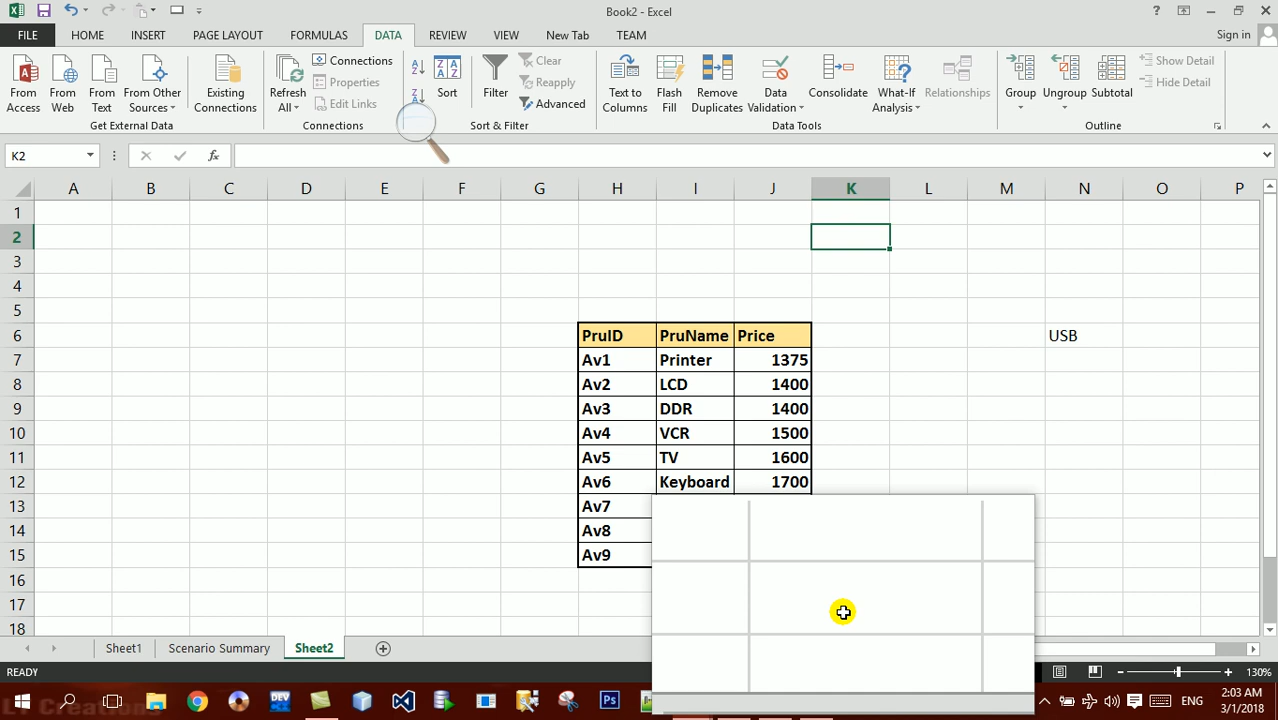 Book2 - Excel
?
FILE HOME INSERT PAGE LAYOUT FORMULAS DATA REVIEW VIEW New Tab TEAM Sign in
From Access
From Web
From Text
From Other Sources
Existing Connections
Get External Data
Refresh All
Connections
Properties
Edit Links
Connections
Sort
Filter
Clear
Reapply
Advanced
Sort & Filter
Text to Columns
Flash Fill
Remove Duplicates
Data Validation
Consolidate
What-If Analysis
Relationships
Data Tools
Group
Ungroup
Subtotal
Show Detail
Hide Detail
Outline
K2
fx
A B C D E F G H I J K L M N O P
1
2
3
4
5
6 PruID PruName Price USB
7 Av1 Printer 1375
8 Av2 LCD 1400
9 Av3 DDR 1400
10 Av4 VCR 1500
11 Av5 TV 1600
12 Av6 Keyboard 1700
13 Av7
14 Av8
15 Av9
16
17
18
Sheet1 Scenario Summary Sheet2
READY 130%
LT Creations
DEV
Ps
ENG
2:03 AM
3/1/2018